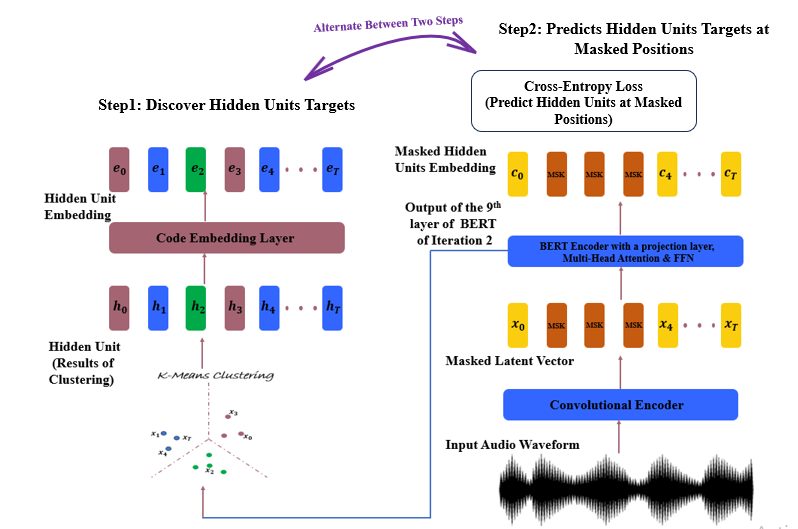 Alternate Between Two Steps
Step2: Predicts Hidden Units Targets at
Masked Positions
Step1: Discover Hidden Units Targets
Cross-Entropy Loss
(Predict Hidden Units at Masked
Positions)
e0 e1 e2 e3 e4 . . . eT
Hidden Unit
Embedding
Code Embedding Layer
h0 h1 h2 h3 h4 . . . hT
Hidden Unit
(Results of
Clustering)
K-Means Clustering
x3
x1 xT x0
x4
x2
Masked Hidden
Units Embedding
c0 MSK MSK MSK c4 . . . cT
Output of the 9th
layer of BERT
of Iteration 2
BERT Encoder with a projection layer,
Multi-Head Attention & FFN
x0 MSK MSK MSK x4 . . . xT
Masked Latent Vector
Convolutional Encoder
Input Audio Waveform